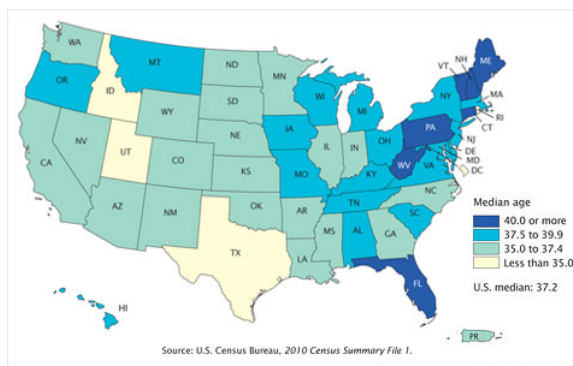 WA
MT
ND
MN
OR
ID
SD
WI
MI
WY
VT
NH
ME
NY
MA
RI
CT
NV
UT
NE
IA
PA
NJ
CA
CO
IL
IN
OH
DE
MD
KS
MO
WV
VA
DC
KY
AZ
NM
OK
AR
TN
NC
SC
TX
MS
AL
GA
LA
FL
HI
PR
Median age
40.0 or more
37.5 to 39.9
35.0 to 37.4
Less than 35.0
U.S. median: 37.2
Source: U.S. Census Bureau, 2010 Census Summary File 1.